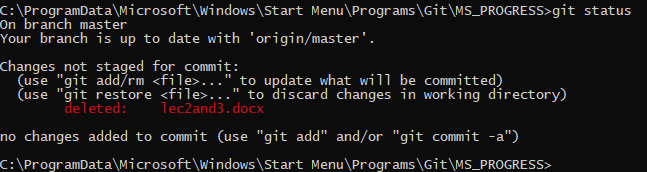 C:\ProgramData\Microsoft\Windows\Start Menu\Programs\Git\MS_PROGRESS>git status
On branch master
Your branch is up to date with 'origin/master'.
Changes not staged for commit:
(use "git add/rm <file>..." to update what will be committed)
(use "git restore <file>..." to discard changes in working directory)
deleted: lec2and3.docx
no changes added to commit (use "git add" and/or "git commit -a")
C:\ProgramData\Microsoft\Windows\Start Menu\Programs\Git\MS_PROGRESS>